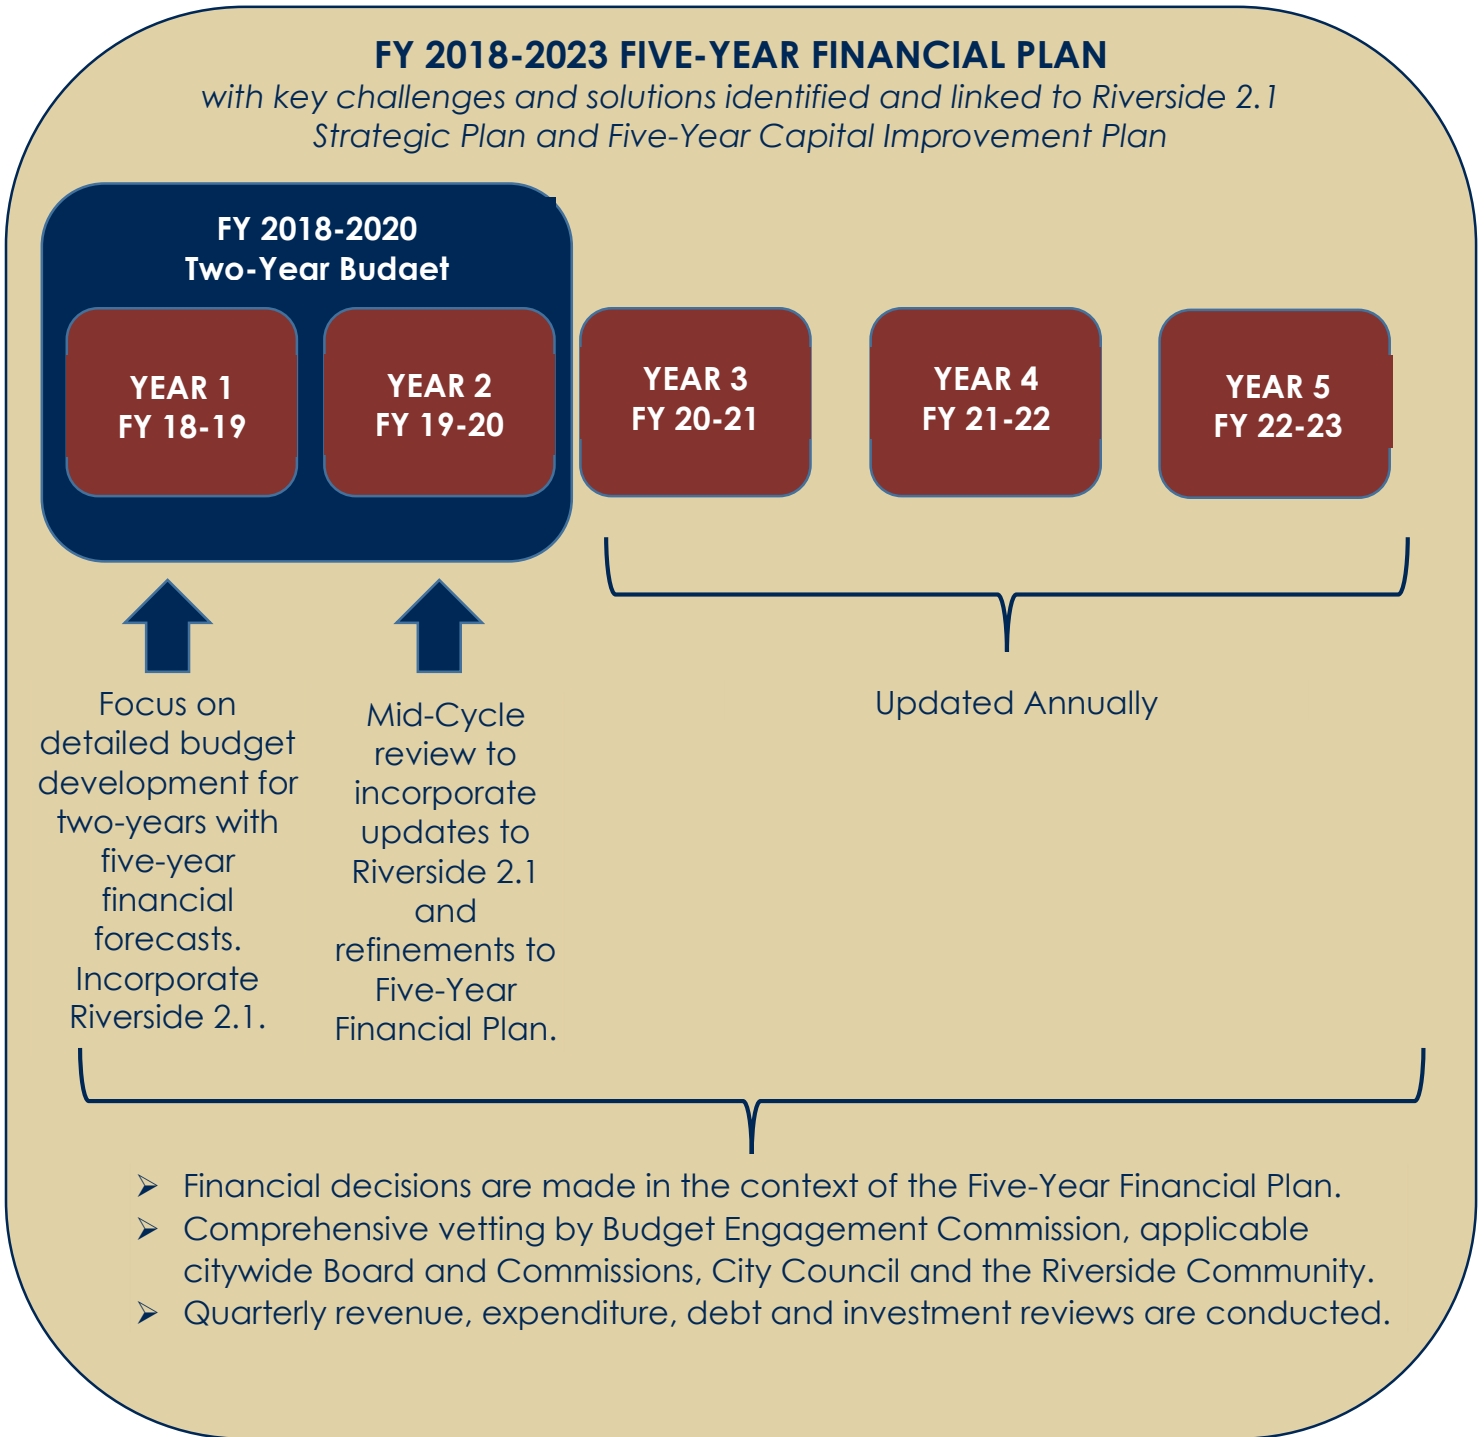 FY 2018-2023 FIVE-YEAR FINANCIAL PLAN
with key challenges and solutions identified and linked to Riverside 2.1
Strategic Plan and Five-Year Capital Improvement Plan
FY 2018-2020
Two-Year Budget
YEAR 1
FY 18-19
YEAR 2
FY 19-20
YEAR 3
FY 20-21
YEAR 4
FY 21-22
YEAR 5
FY 22-23
Focus on
detailed budget
development for
two-years with
five-year
financial
forecasts.
Incorporate
Riverside 2.1.
Mid-Cycle
review to
incorporate
updates to
Riverside 2.1
and
refinements to
Five-Year
Financial Plan.
Updated Annually
➢ Financial decisions are made in the context of the Five-Year Financial Plan.
➢ Comprehensive vetting by Budget Engagement Commission, applicable
citywide Board and Commissions, City Council and the Riverside Community.
➢ Quarterly revenue, expenditure, debt and investment reviews are conducted.